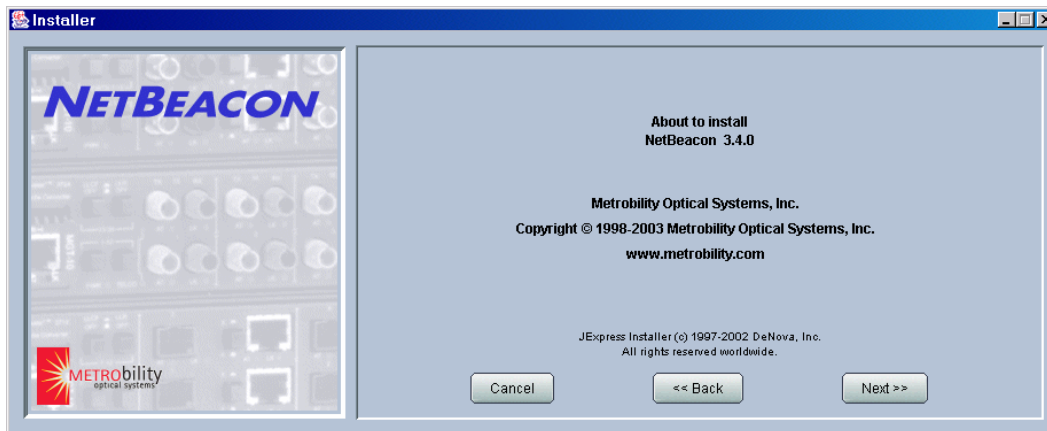 Installer
NETBEACON
About to install
NetBeacon 3.4.0
Metrobility Optical Systems, Inc.
Copyright © 1998-2003 Metrobility Optical Systems, Inc.
www.metrobility.com
JExpress Installer (c) 1997-2002 DeNova, Inc.
All rights reserved worldwide.
METRObility
optical systems
Cancel
<< Back
Next >>